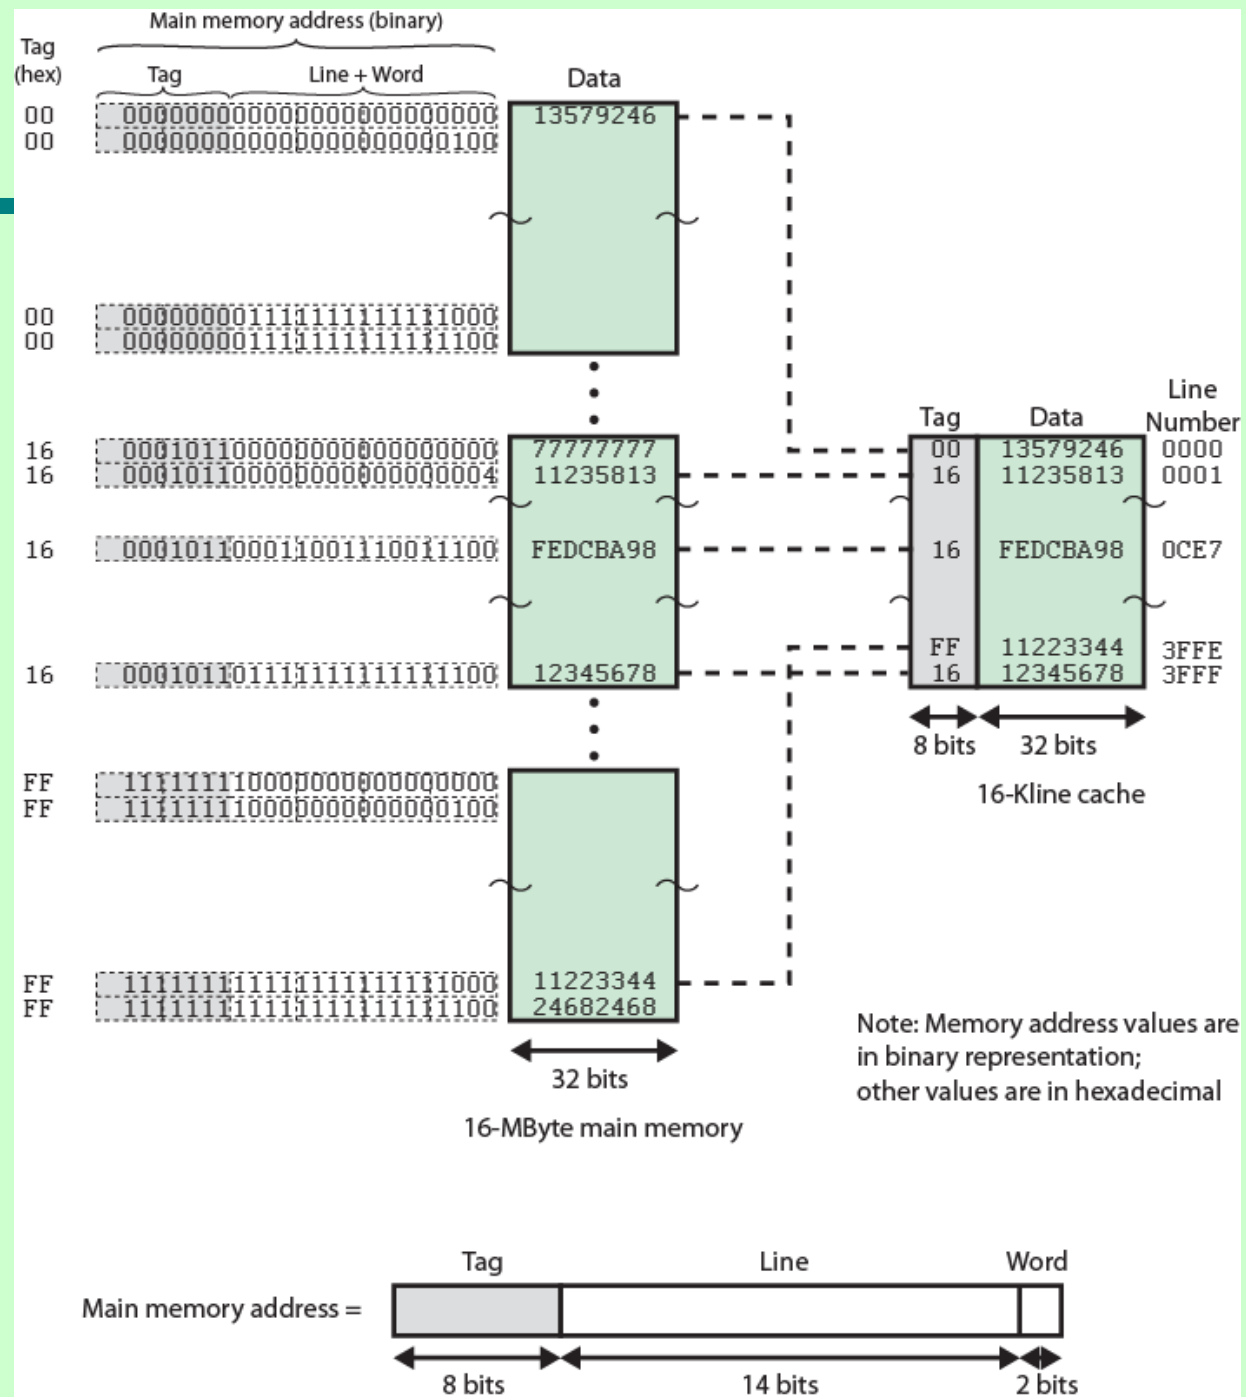 Main memory address (binary)
Tag
(hex)
Tag
Line + Word
Data
00 000000000000000000000000 13579246
00 000000000000000000000100
00 000000001111111111111000
00 000000001111111111111100
Line
Tag Data Number
16 000101100000000000000000 77777777 00 13579246 0000
16 000101100000000000000004 11235813 16 11235813 0001
16 000101100011001110011100 FEDCBA98 16 FEDCBA98 0CE7
FF 11223344 3FFE
16 000101101111111111111100 12345678 16 12345678 3FFF
8 bits 32 bits
16-Kline cache
FF 111111110000000000000000
FF 111111110000000000000100
FF 111111111111111111111000 11223344
FF 111111111111111111111100 24682468
32 bits
16-MByte main memory
Note: Memory address values are
in binary representation;
other values are in hexadecimal
Tag Line Word
Main memory address =
8 bits 14 bits 2 bits